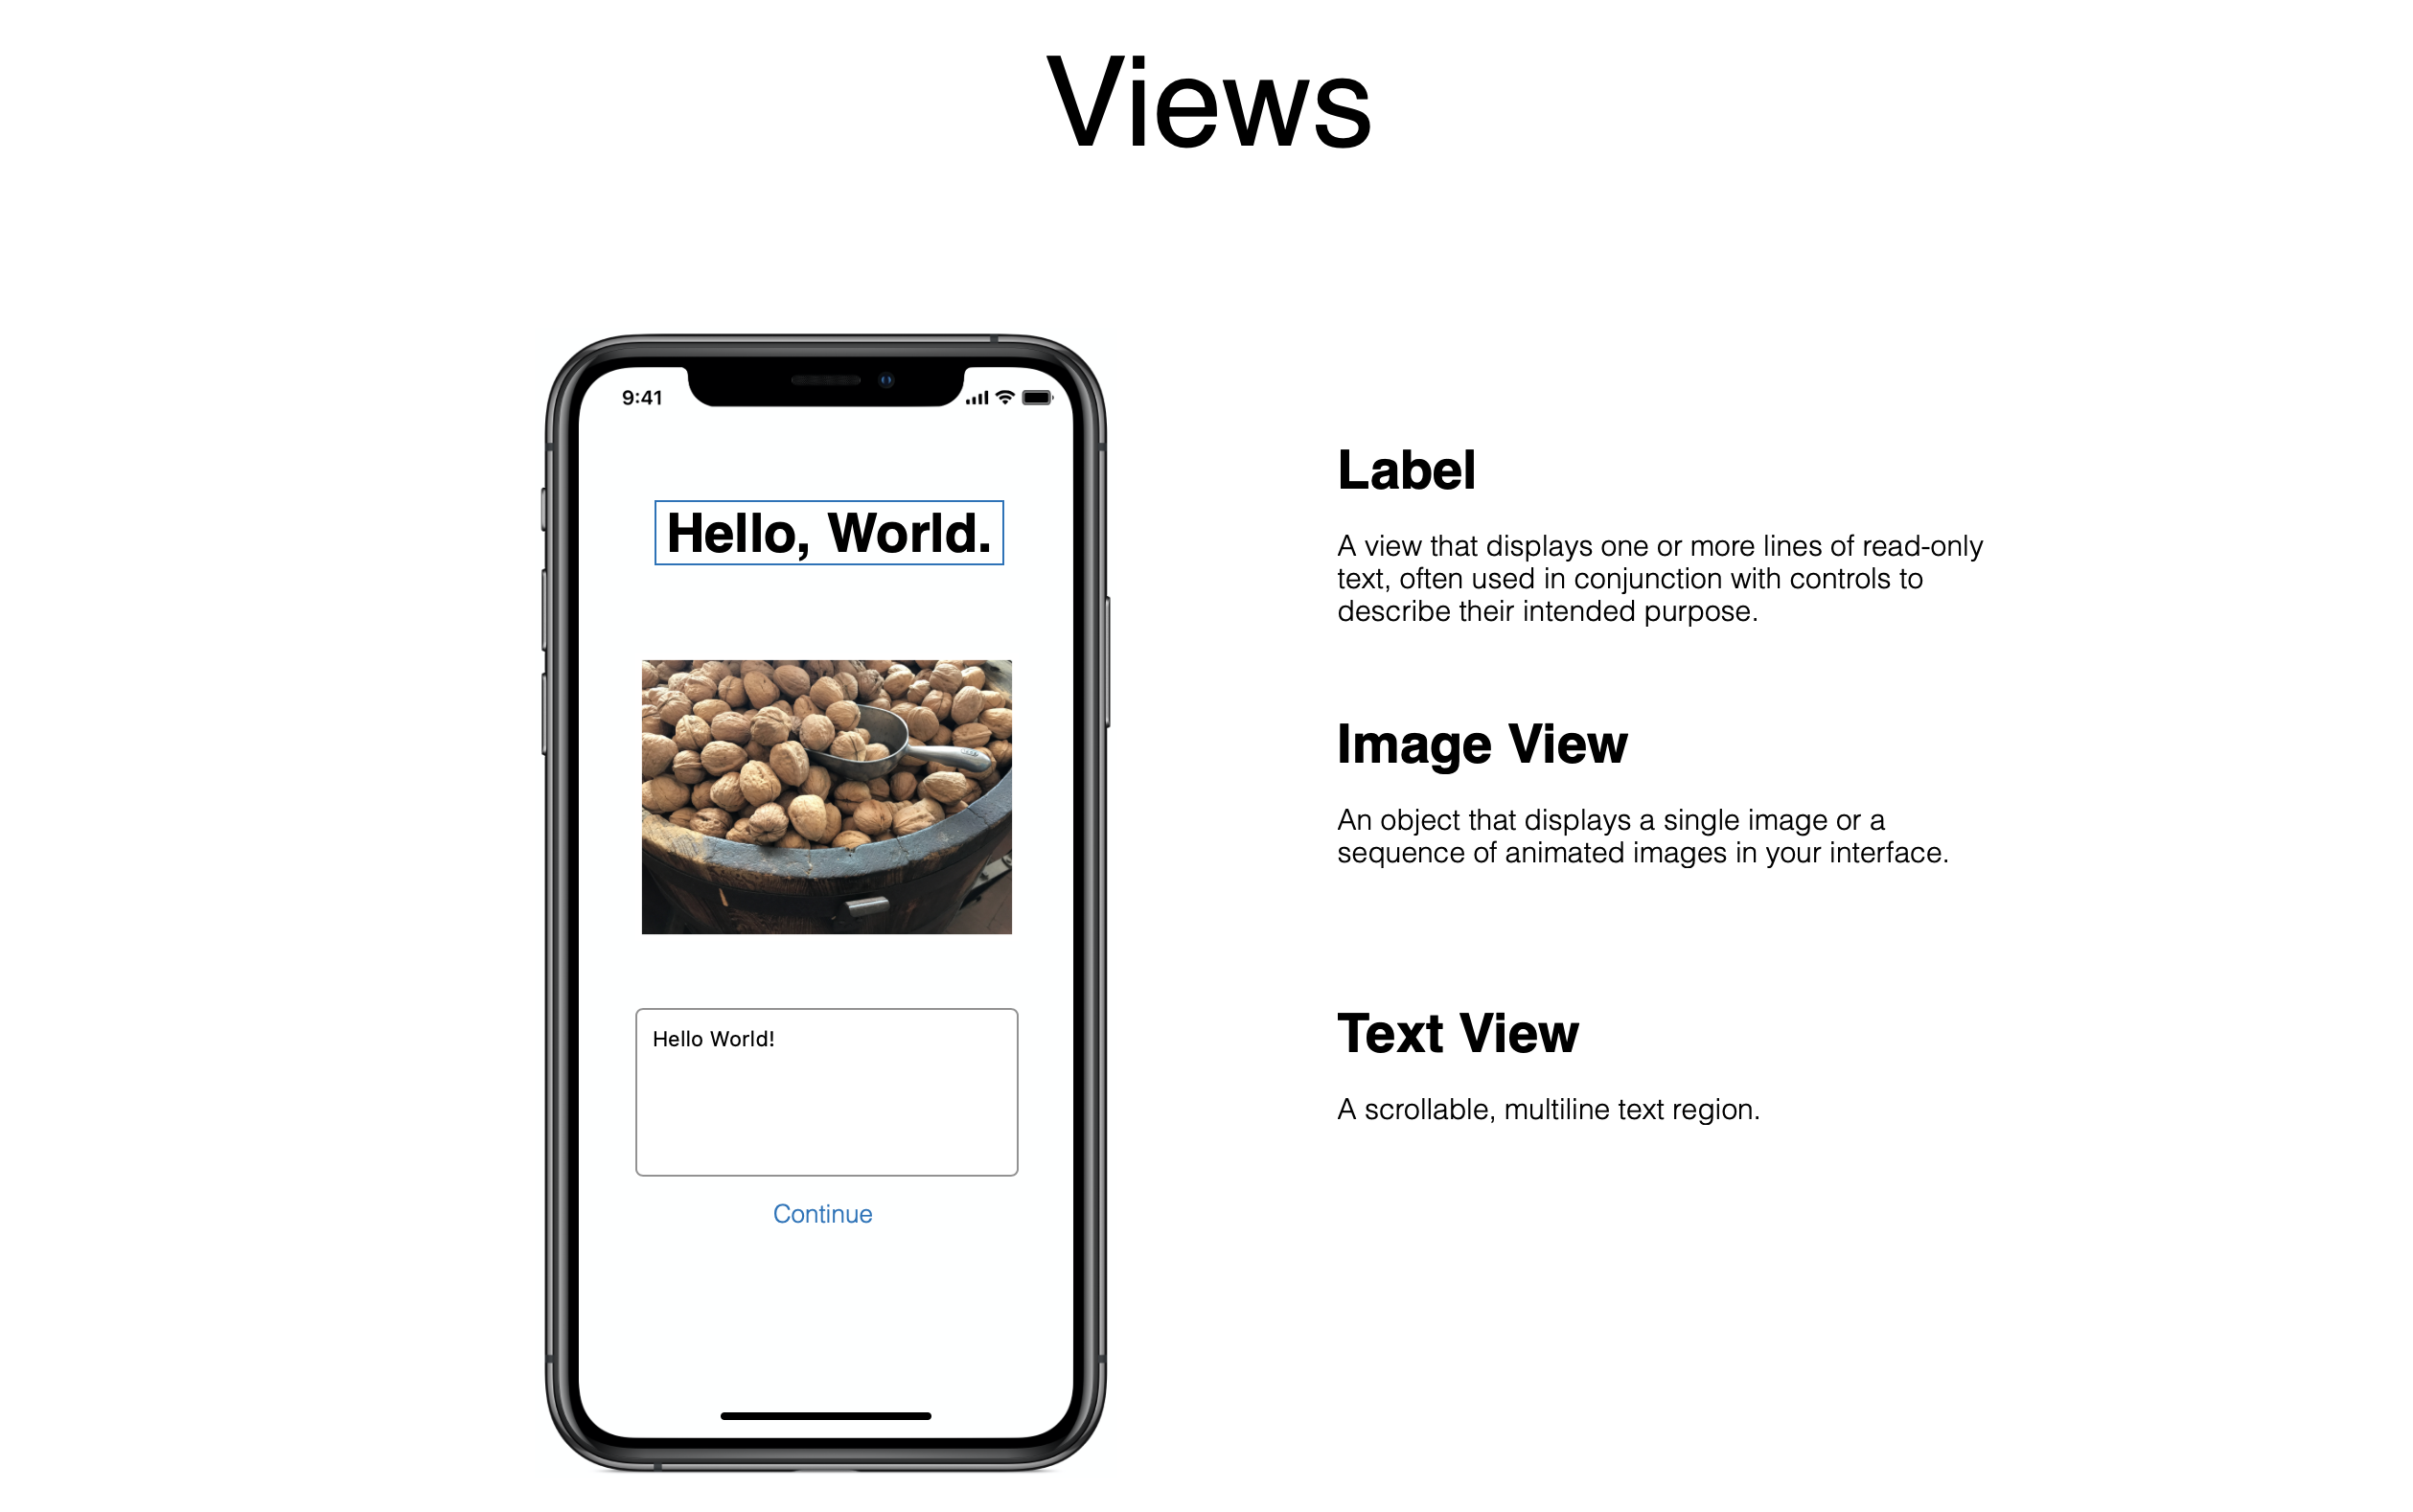 Views
9:41
Hello, World.
Label
A view that displays one or more lines of read-only
text, often used in conjunction with controls to
describe their intended purpose.
Image View
An object that displays a single image or a
sequence of animated images in your interface.
Hello World!
Text View
A scrollable, multiline text region.
Continue